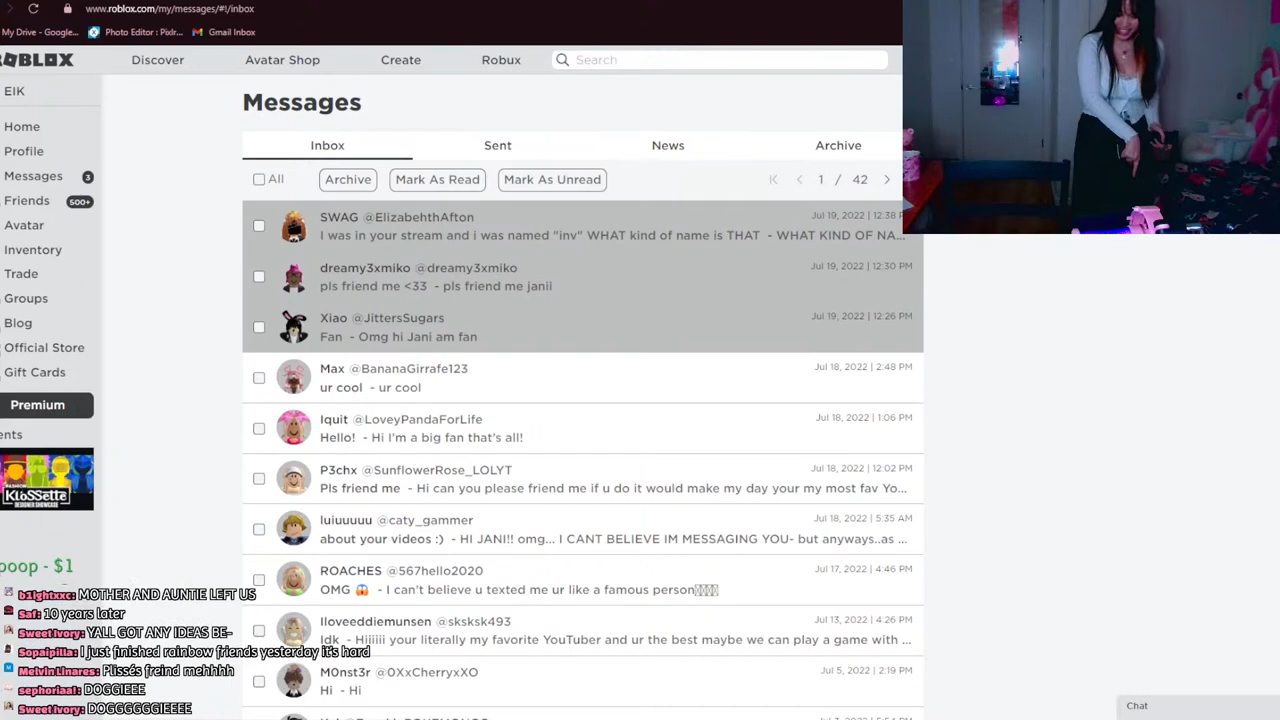 www.roblox.com/my/messages/#!/inbox
My Drive - Google...
Photo Editor : Pixlr...
Gmail Inbox
ROBLOX
Discover
Avatar Shop
Create
Robux
Search
EIK
Home
Profile
Messages 3
Friends 500+
Avatar
Inventory
Trade
Groups
Blog
Official Store
Gift Cards
Premium
ents
KLOSSETTE
DESIGNER SHOWCASE
Messages
Inbox
Sent
News
Archive
All
Archive
Mark As Read
Mark As Unread
1 / 42
SWAG @ElizabehthAfton
Jul 19, 2022 | 12:38 P
I was in your stream and i was named "inv" WHAT kind of name is THAT - WHAT KIND OF NA...
dreamy3xmiko @dreamy3xmiko
Jul 19, 2022 | 12:30 PM
pls friend me <33 - pls friend me janii
Xiao @JittersSugars
Jul 19, 2022 | 12:26 PM
Fan - Omg hi Jani am fan
Max @BananaGirrafe123
Jul 18, 2022 | 2:48 PM
ur cool - ur cool
Iquit @LoveyPandaForLife
Jul 18, 2022 | 1:06 PM
Hello! - Hi I'm a big fan that's all!
P3chx @SunflowerRose_LOLYT
Jul 18, 2022 | 12:02 PM
Pls friend me - Hi can you please friend me if u do it would make my day your my most fav Yo...
luiuuuuu @caty_gammer
Jul 18, 2022 | 5:35 AM
about your videos :) - HI JANI!! omg... I CANT BELIEVE IM MESSAGING YOU- but anyways..as ...
ROACHES @567hello2020
Jul 17, 2022 | 4:46 PM
OMG 😱 - I can't believe u texted me ur like a famous person
Iloveeddiemunsen @sksksk493
Jul 13, 2022 | 4:26 PM
Idk - Hiiiiii your literally my favorite YouTuber and ur the best maybe we can play a game with ...
M0nst3r @0XxCherryxXO
Jul 5, 2022 | 2:19 PM
Hi - Hi
poop - $1
b1ightxxc: MOTHER AND AUNTIE LEFT US
Saf: 10 years later
SweetIvory: YALL GOT ANY IDEAS BE-
Sopaipilla: I just finished rainbow friends yesterday it's hard
MelvinLinares: Plissés freind mehhhh
sephoriaa!: DOGGIEEE
SweetIvory: DOGGGGGGIEEEE
Chat